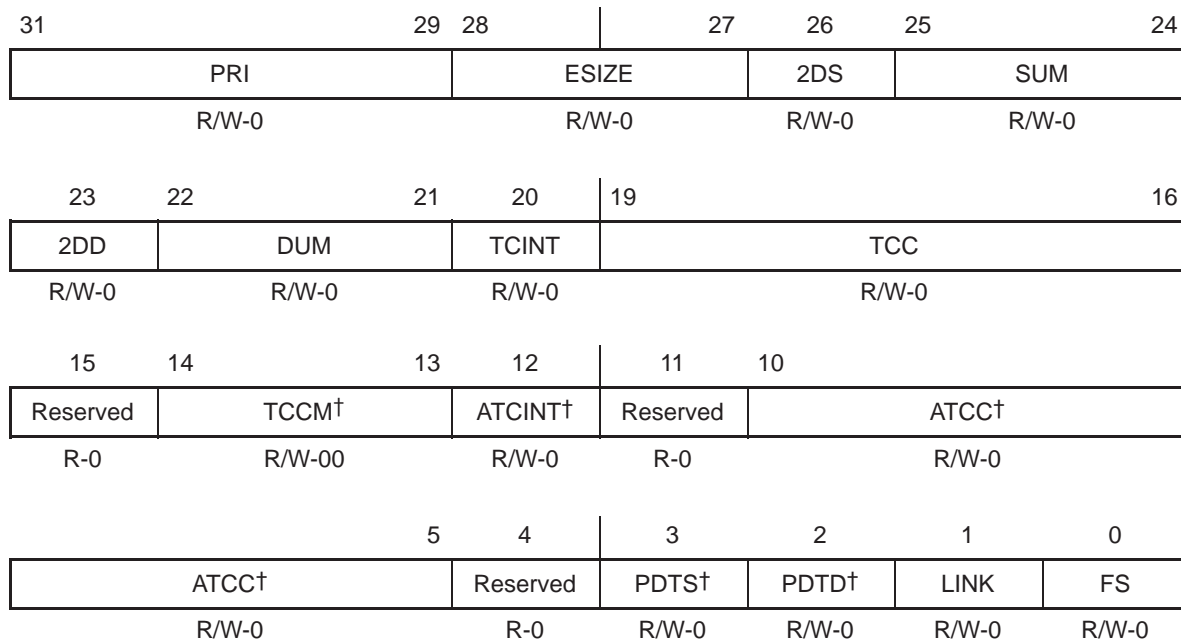 31 29 28 27 26 25 24
PRI ESIZE 2DS SUM
R/W-0 R/W-0 R/W-0 R/W-0
23 22 21 20 19 16
2DD DUM TCINT TCC
R/W-0 R/W-0 R/W-0 R/W-0
15 14 13 12 11 10
Reserved TCCM† ATCINT† Reserved ATCC†
R-0 R/W-00 R/W-0 R-0 R/W-0
5 4 3 2 1 0
ATCC† Reserved PDTS† PDTD† LINK FS
R/W-0 R-0 R/W-0 R/W-0 R/W-0 R/W-0